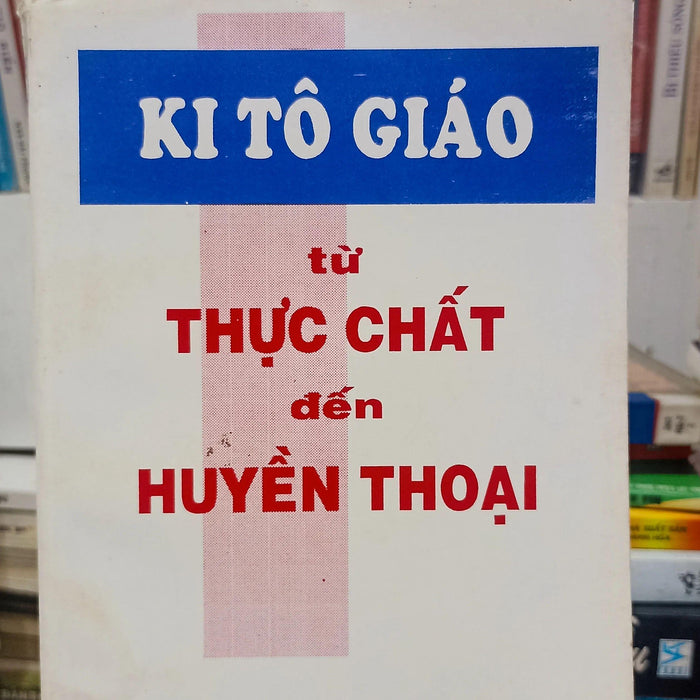 KI TÔ GIÁO
từ
THỰC CHẤT
đến
HUYỀN THOẠI